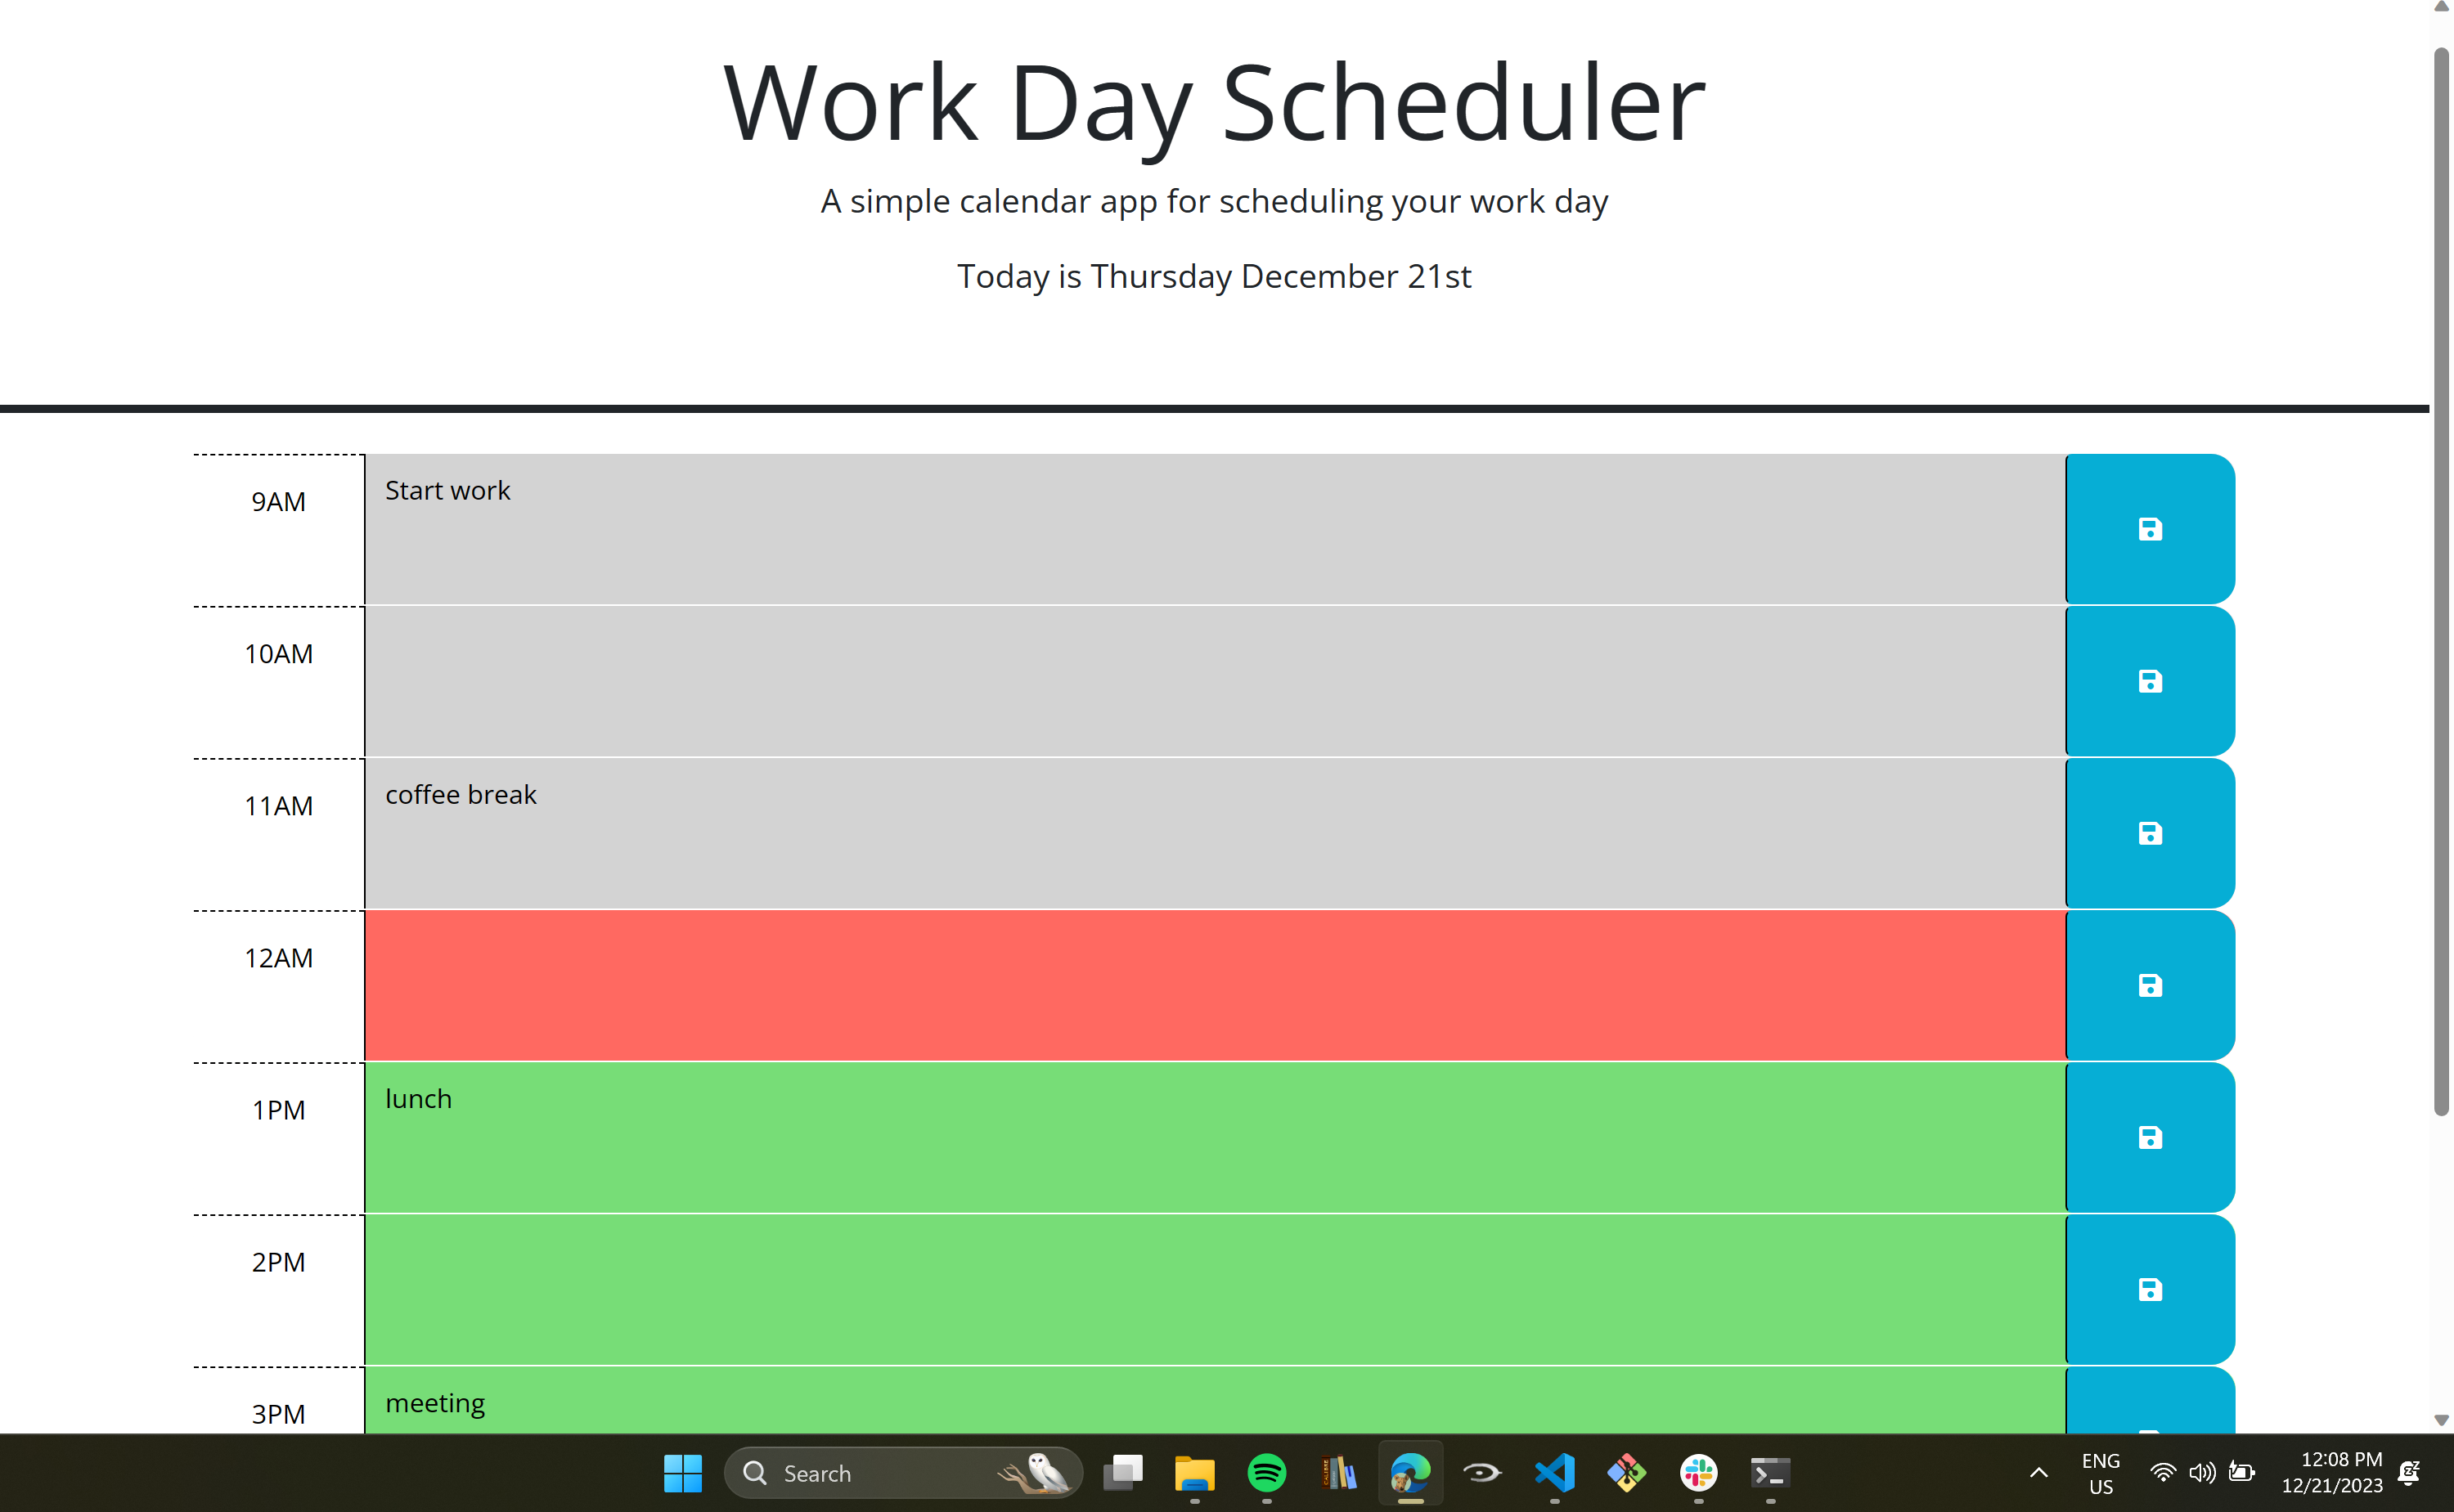 Work Day Scheduler
A simple calendar app for scheduling your work day
Today is Thursday December 21st
9AM
Start work
10AM
11AM
coffee break
12AM
1PM
lunch
2PM
3PM
meeting
Search
CALIBRE
ENG
US
12:08 PM
12/21/2023